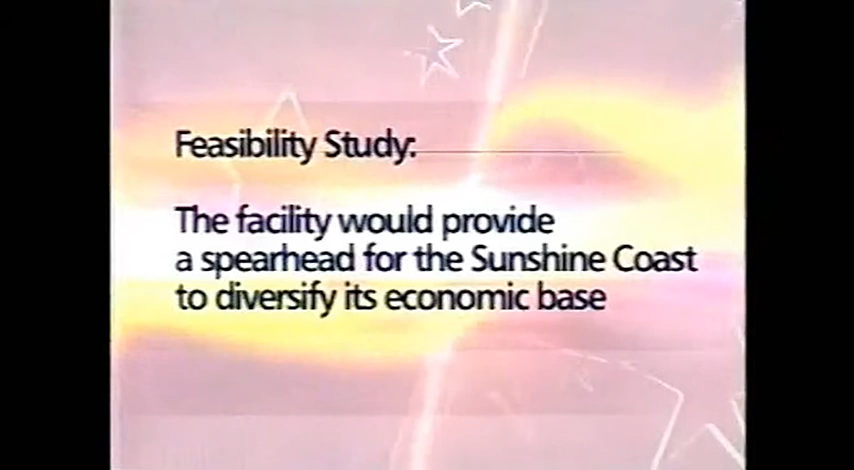 Feasibility Study:
The facility would provide
a spearhead for the Sunshine Coast
to diversify its economic base